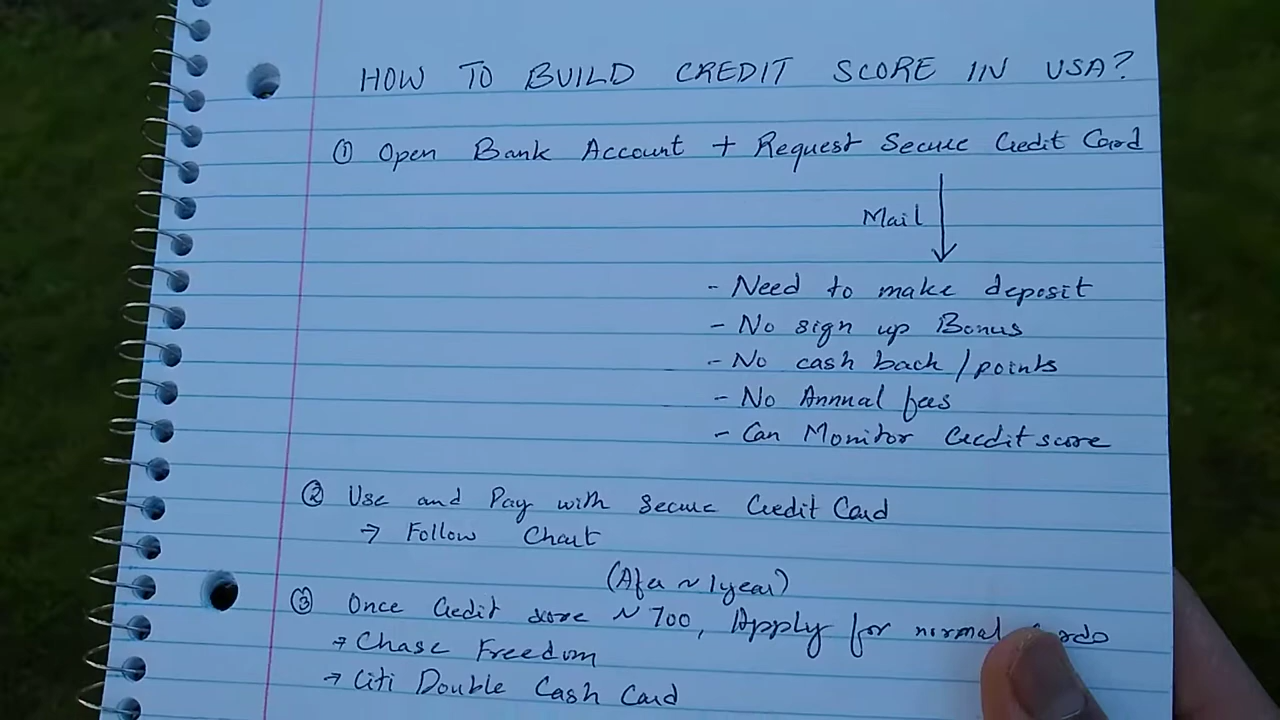 HOW TO BUILD CREDIT SCORE IN USA?
① Open Bank Account + Request Secure Credit Card
Mail
- Need to make deposit
- No sign up Bonus
- No cash back / points
- No Annual fees
- Can Monitor Credit score
② Use and Pay with Secure Credit Card
→ Follow Chart
(After ~ 1 year)
③ Once Credit score ~ 700, Apply for normal
→ Chase Freedom
→ Citi Double Cash Card